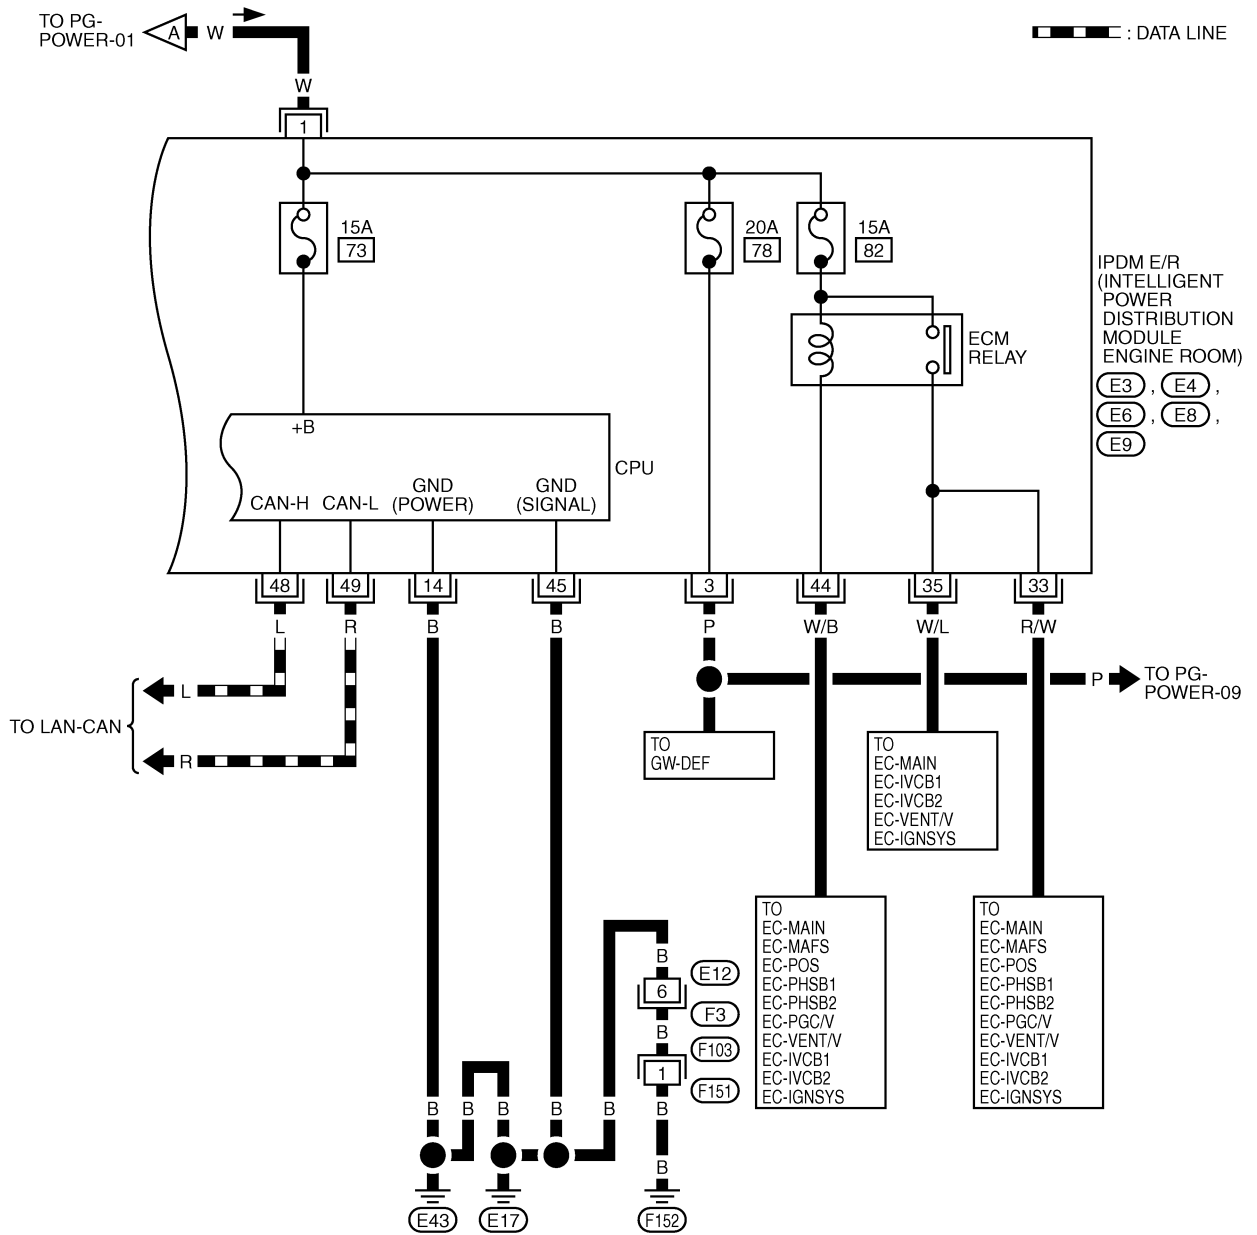 TO PG-
POWER-01
A
W
: DATA LINE
W
1
15A
73
20A
78
15A
82
IPDM E/R
(INTELLIGENT
POWER
DISTRIBUTION
MODULE
ENGINE ROOM)
E3 , E4 ,
E6 , E8 ,
E9
ECM
RELAY
+B
CPU
CAN-H
CAN-L
GND
(POWER)
GND
(SIGNAL)
48
49
14
45
3
44
35
33
L
R
B
B
P
W/B
W/L
R/W
L
R
TO LAN-CAN
P
TO PG-
POWER-09
TO
GW-DEF
TO
EC-MAIN
EC-IVCB1
EC-IVCB2
EC-VENT/V
EC-IGNSYS
TO
EC-MAIN
EC-MAFS
EC-POS
EC-PHSB1
EC-PHSB2
EC-PGC/V
EC-VENT/V
EC-IVCB1
EC-IVCB2
EC-IGNSYS
TO
EC-MAIN
EC-MAFS
EC-POS
EC-PHSB1
EC-PHSB2
EC-PGC/V
EC-VENT/V
EC-IVCB1
EC-IVCB2
EC-IGNSYS
B
E12
6
F3
B
F103
1
F151
B
B
B
B
B
B
B
E43
E17
F152